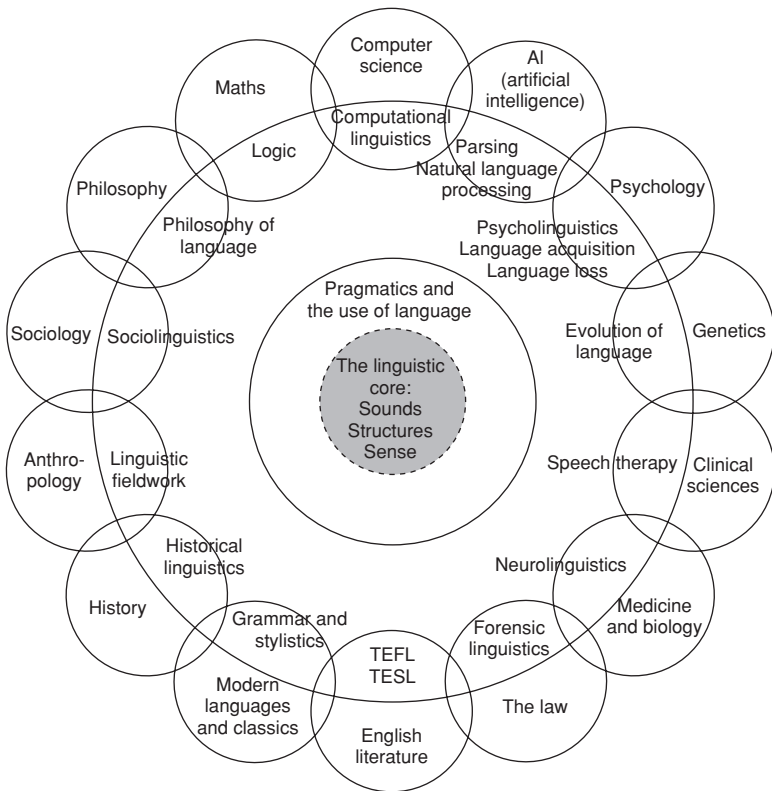 Computer
science
AI
(artificial
intelligence)
Maths
Computational
linguistics
Logic
Parsing
Natural language
processing
Philosophy
Psychology
Philosophy of
language
Psycholinguistics
Language acquisition
Language loss
Pragmatics and
the use of language
Sociology
Sociolinguistics
Evolution of
language
Genetics
The linguistic
core:
Sounds
Structures
Sense
Anthro-
pology
Linguistic
fieldwork
Speech therapy
Clinical
sciences
Historical
linguistics
Neurolinguistics
History
Medicine
and biology
Grammar and
stylistics
Forensic
linguistics
TEFL
TESL
Modern
languages
and classics
The law
English
literature